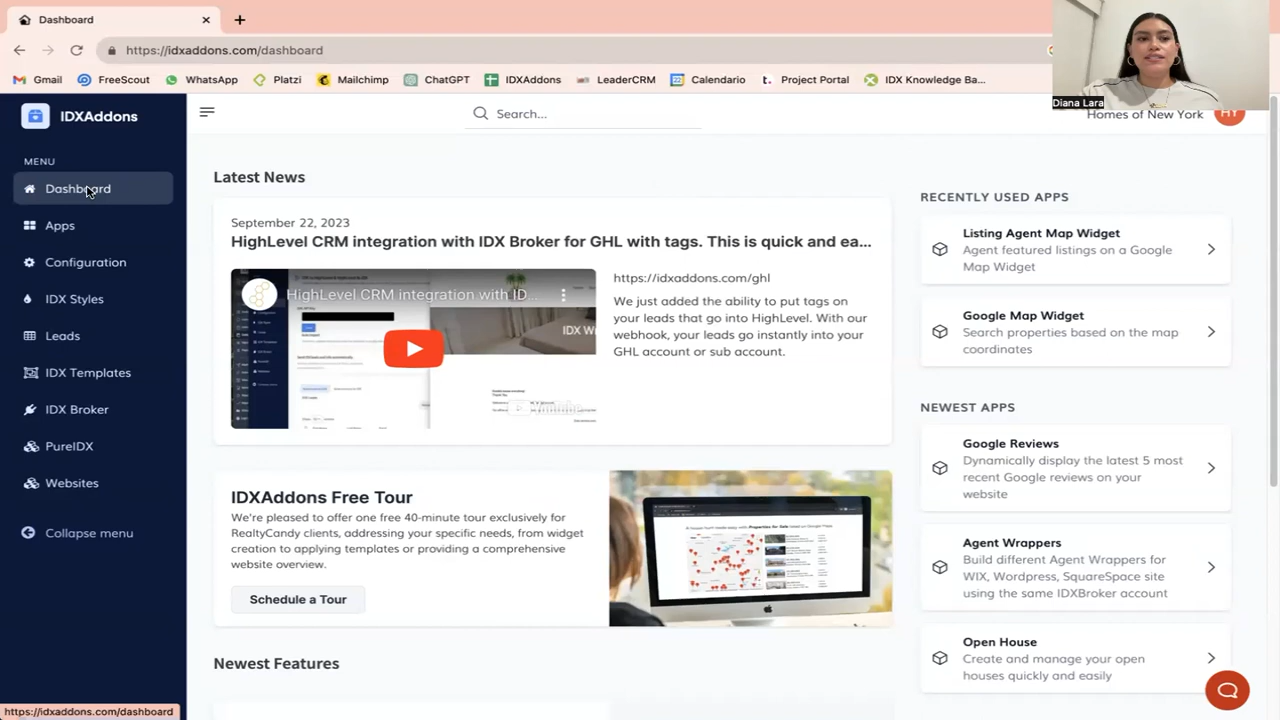 Dashboard
https://idxaddons.com/dashboard
Gmail
FreeScout
WhatsApp
Platzi
Mailchimp
ChatGPT
IDXAddons
LeaderCRM
Calendario
Project Portal
IDX Knowledge Ba...
Diana Lara
IDXAddons
Search...
Homes of New York
HY
MENU
Dashboard
Apps
Configuration
IDX Styles
Leads
IDX Templates
IDX Broker
PureIDX
Websites
Collapse menu
Latest News
September 22, 2023
HighLevel CRM integration with IDX Broker for GHL with tags. This is quick and ea...
HighLevel CRM integration with ID...
https://idxaddons.com/ghl
We just added the ability to put tags on
your leads that go into HighLevel. With our
webhook, your leads go instantly into your
GHL account or sub account.
IDXAddons Free Tour
We're pleased to offer one free 40-minute tour exclusively for
RealtyCandy clients, addressing your specific needs, from widget
creation to applying templates or providing a comprehensive
website overview.
Schedule a Tour
Newest Features
RECENTLY USED APPS
Listing Agent Map Widget
Agent featured listings on a Google
Map Widget
Google Map Widget
Search properties based on the map
coordinates
NEWEST APPS
Google Reviews
Dynamically display the latest 5 most
recent Google reviews on your
website
Agent Wrappers
Build different Agent Wrappers for
WIX, Wordpress, SquareSpace site
using the same IDXBroker account
Open House
Create and manage your open
houses quickly and easily
https://idxaddons.com/dashboard